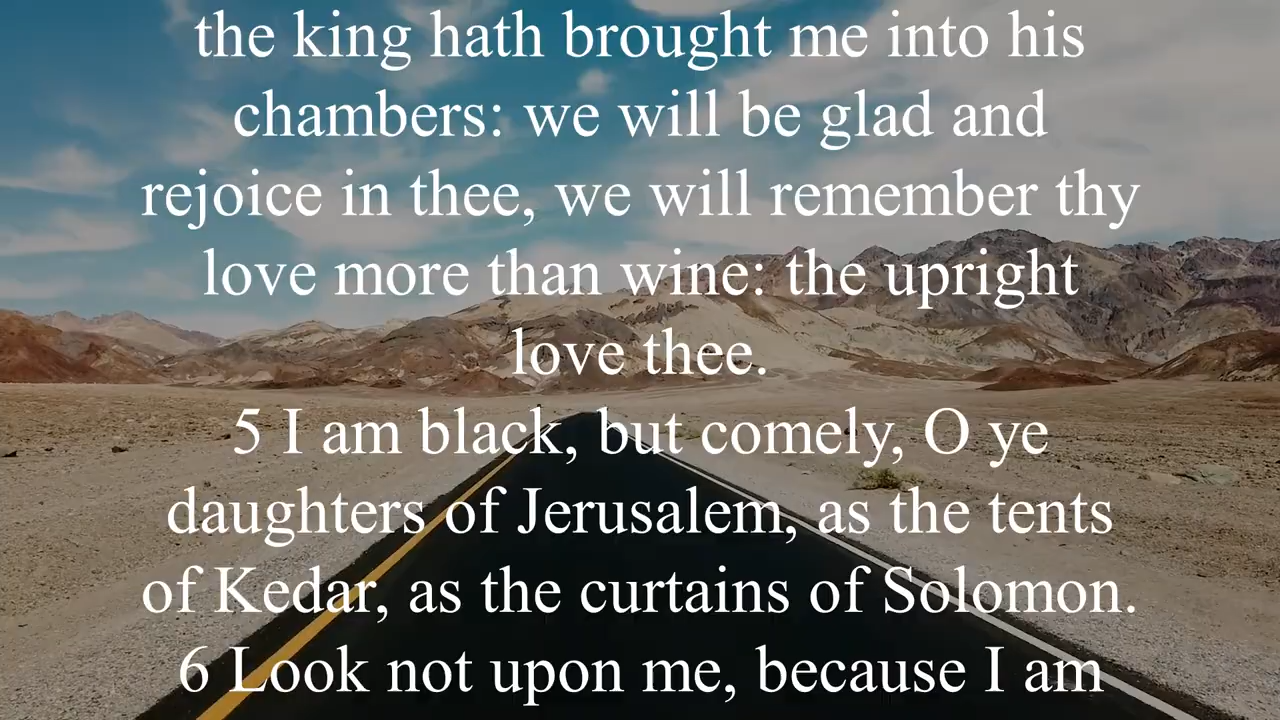 the king hath brought me into his
chambers: we will be glad and
rejoice in thee, we will remember thy
love more than wine: the upright
love thee.
5 I am black, but comely, O ye
daughters of Jerusalem, as the tents
of Kedar, as the curtains of Solomon.
6 Look not upon me, because I am